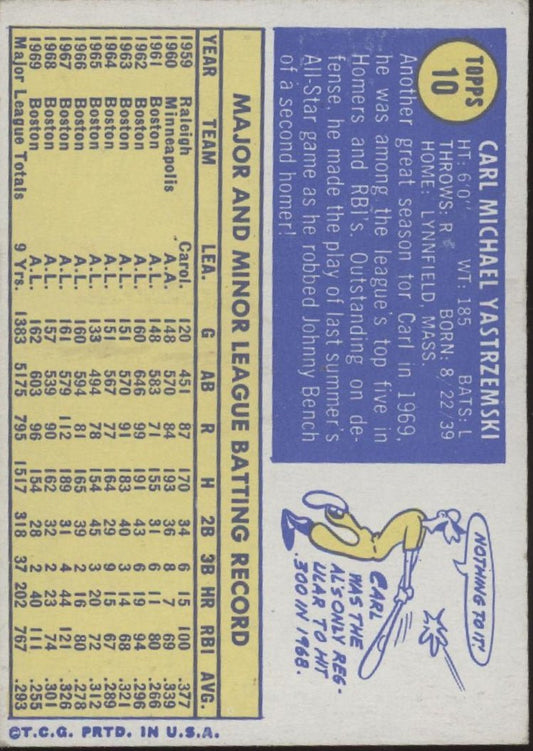 TOPPS
10
CARL MICHAEL YASTRZEMSKI
HT: 6'0" WT: 185 BATS: L
THROWS: R BORN: 8/22/39
HOME: LYNNFIELD, MASS.
Another great season for Carl in 1969,
he was among the league's top five in
Homers and RBI's. Outstanding on de-
fense, he made the play of last summer's
All-Star game as he robbed Johnny Bench
of a second homer!
NOTHING TO IT!
CARL
WAS THE
AL'S ONLY REG-
ULAR TO HIT
.300 IN 1968.
MAJOR AND MINOR LEAGUE BATTING RECORD
YEAR TEAM LEA. G AB R H 2B 3B HR RBI AVG.
1959 Raleigh Carol. 120 451 87 170 34 6 15 100 .377
1960 Minneapolis A.A. 148 570 84 193 36 8 7 69 .339
1961 Boston A.L. 148 583 71 155 31 6 11 80 .266
1962 Boston A.L. 160 646 99 191 43 6 19 94 .296
1963 Boston A.L. 151 570 91 183 40 3 14 68 .321
1964 Boston A.L. 151 567 77 164 29 9 15 67 .289
1965 Boston A.L. 133 494 78 154 45 3 20 72 .312
1966 Boston A.L. 160 594 81 165 39 2 16 80 .278
1967 Boston A.L. 161 579 112 189 31 4 44 121 .326
1968 Boston A.L. 157 539 90 162 32 2 23 74 .301
1969 Boston A.L. 162 603 96 154 28 2 40 111 .255
Major League Totals 9 Yrs. 1383 5175 795 1517 318 37 202 767 .293
©T.C.G. PRTD. IN U.S.A.